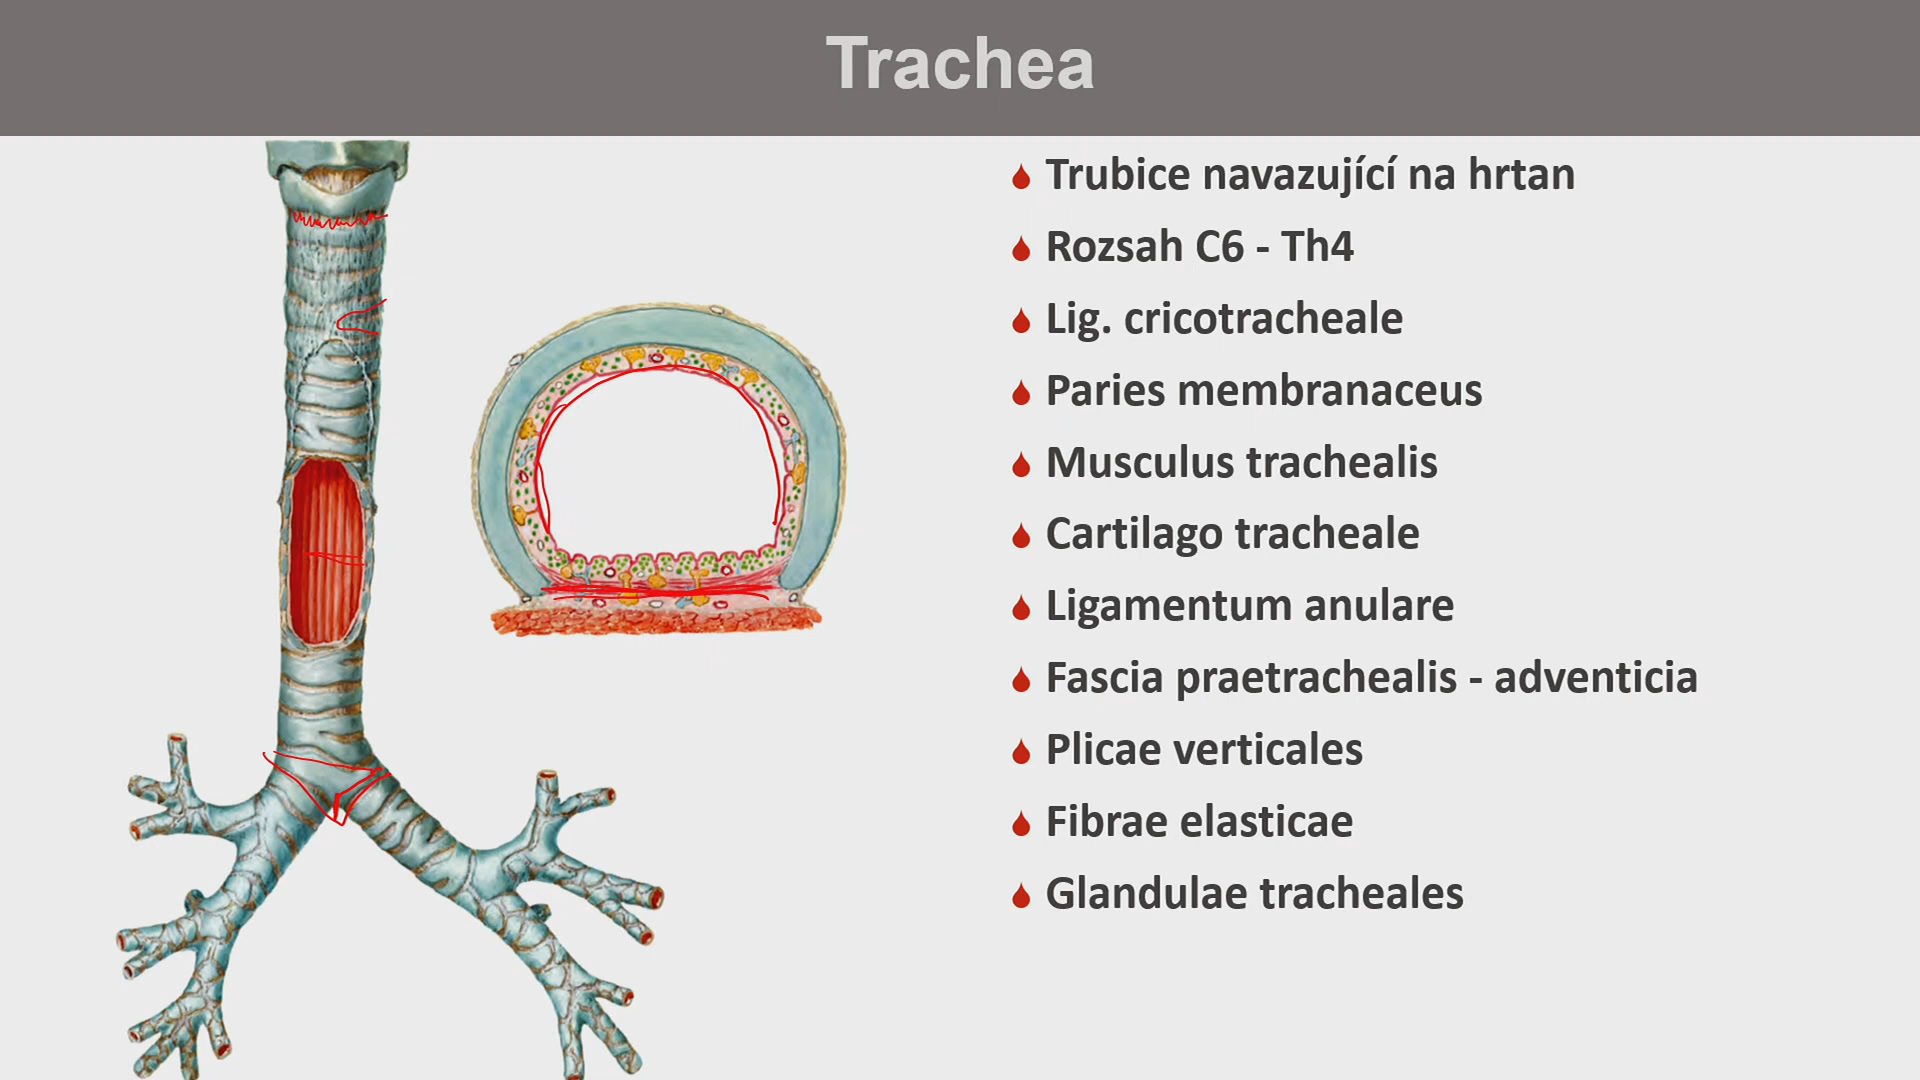 Trachea
Trubice navazující na hrtan
Rozsah C6 - Th4
Lig. cricotracheale
Paries membranaceus
Musculus trachealis
Cartilago tracheale
Ligamentum anulare
Fascia praetrachealis - adventicia
Plicae verticales
Fibrae elasticae
Glandulae tracheales